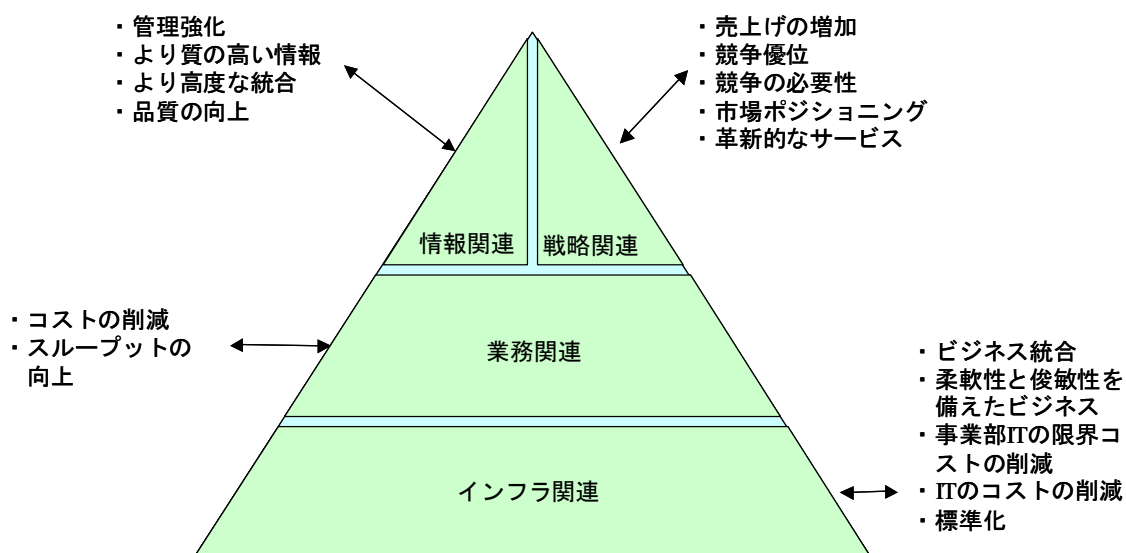 ・管理強化
・より質の高い情報
・より高度な統合
・品質の向上
・売上げの増加
・競争優位
・競争の必要性
・市場ポジショニング
・革新的なサービス
情報関連
戦略関連
・コストの削減
・スループットの
向上
業務関連
・ビジネス統合
・柔軟性と俊敏性を
備えたビジネス
・事業部ITの限界コ
ストの削減
・ITのコストの削減
・標準化
インフラ関連